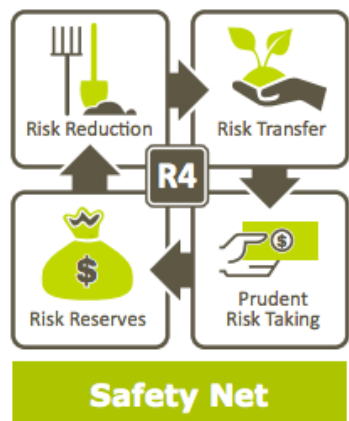 Risk Reduction
Risk Transfer
R4
$
$
Risk Reserves
Prudent
Risk Taking
Safety Net